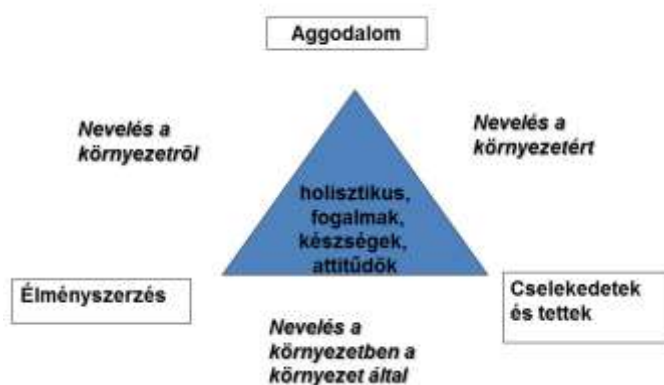 Aggodalom
Nevelés a
környezetről
Nevelés a
környezetért
holisztikus,
fogalmak,
készségek,
attitűdök
Élményszerzés
Cselekedetek
és tettek
Nevelés a
környezetben a
környezet által